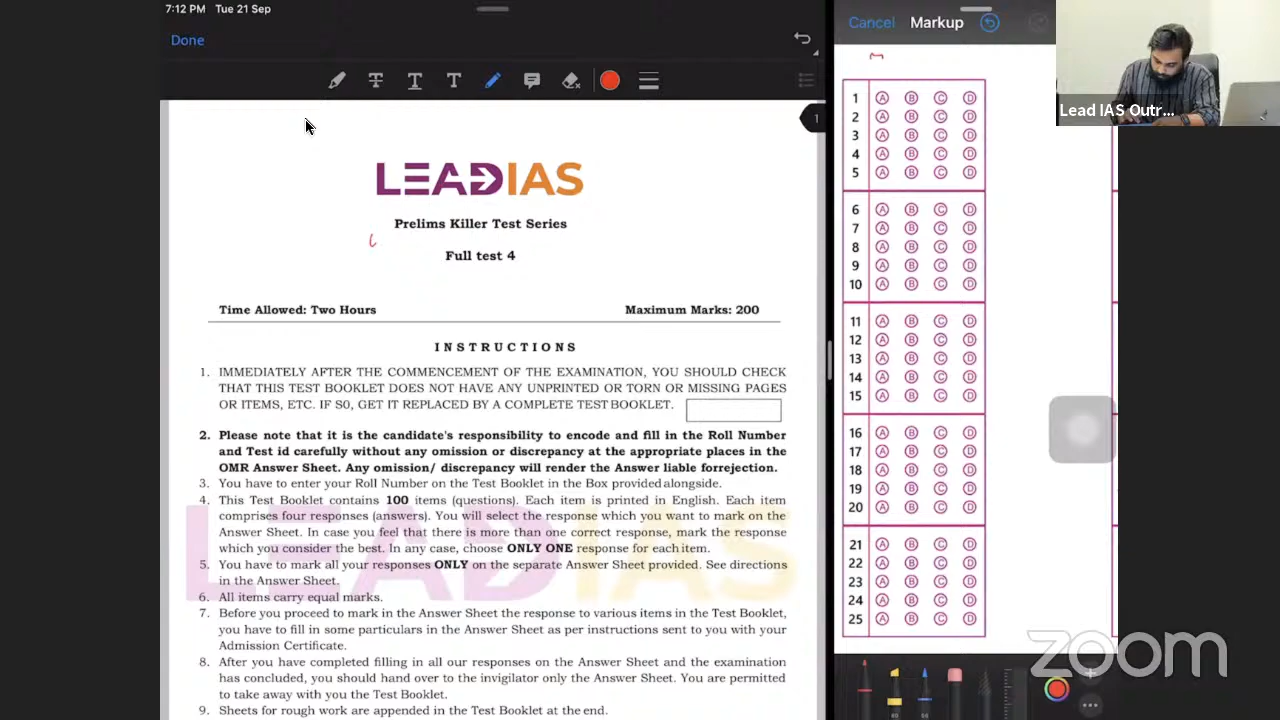 7:12 PM Tue 21 Sep
Done
Cancel Markup
Lead IAS Outr...
1
LEADIAS
Prelims Killer Test Series
Full test 4
Time Allowed: Two Hours Maximum Marks: 200
INSTRUCTIONS
1. IMMEDIATELY AFTER THE COMMENCEMENT OF THE EXAMINATION, YOU SHOULD CHECK
THAT THIS TEST BOOKLET DOES NOT HAVE ANY UNPRINTED OR TORN OR MISSING PAGES
OR ITEMS, ETC. IF S0, GET IT REPLACED BY A COMPLETE TESTBOOKLET.
2. Please note that it is the candidate's responsibility to encode and fill in the Roll Number
and Test id carefully without any omission or discrepancy at the appropriate places in the
OMR Answer Sheet. Any omission/ discrepancy will render the Answer liable forrejection.
3. You have to enter your Roll Number on the Test Booklet in the Box providedalongside.
4. This Test Booklet contains 100 items (questions). Each item is printed in English. Each item
comprises four responses (answers). You will select the response which you want to mark on the
Answer Sheet. In case you feel that there is more than one correct response, mark the response
which you consider the best. In any case, choose ONLY ONE response for eachitem.
5. You have to mark all your responses ONLY on the separate Answer Sheet provided. See directions
in the Answer Sheet.
6. All items carry equal marks.
7. Before you proceed to mark in the Answer Sheet the response to various items in the Test Booklet,
you have to fill in some particulars in the Answer Sheet as per instructions sent to you with your
Admission Certificate.
8. After you have completed filling in all our responses on the Answer Sheet and the examination
has concluded, you should hand over to the invigilator only the Answer Sheet. You are permitted
to take away with you the Test Booklet.
9. Sheets for rough work are appended in the Test Booklet at the end.
LEADIAS
1 A B C D
2 A B C D
3 A B C D
4 A B C D
5 A B C D
6 A B C D
7 A B C D
8 A B C D
9 A B C D
10 A B C D
11 A B C D
12 A B C D
13 A B C D
14 A B C D
15 A B C D
16 A B C D
17 A B C D
18 A B C D
19 A B C D
20 A B C D
21 A B C D
22 A B C D
23 A B C D
24 A B C D
25 A B C D
zoom